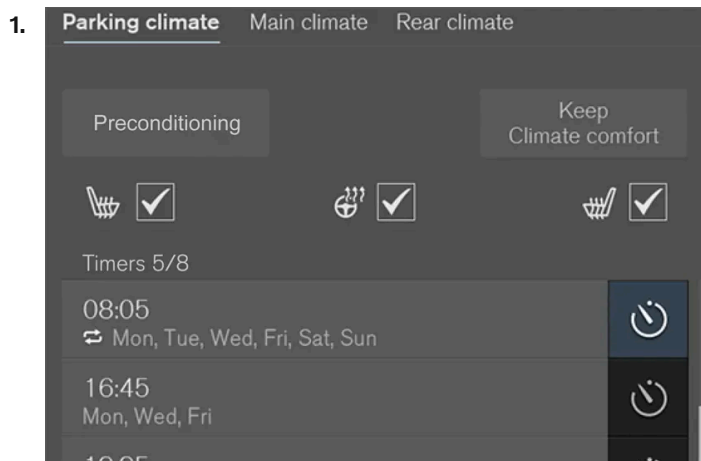 1.
Parking climate Main climate Rear climate
Preconditioning
Keep
Climate comfort
Timers 5/8
08:05
Mon, Tue, Wed, Fri, Sat, Sun
16:45
Mon, Wed, Fri